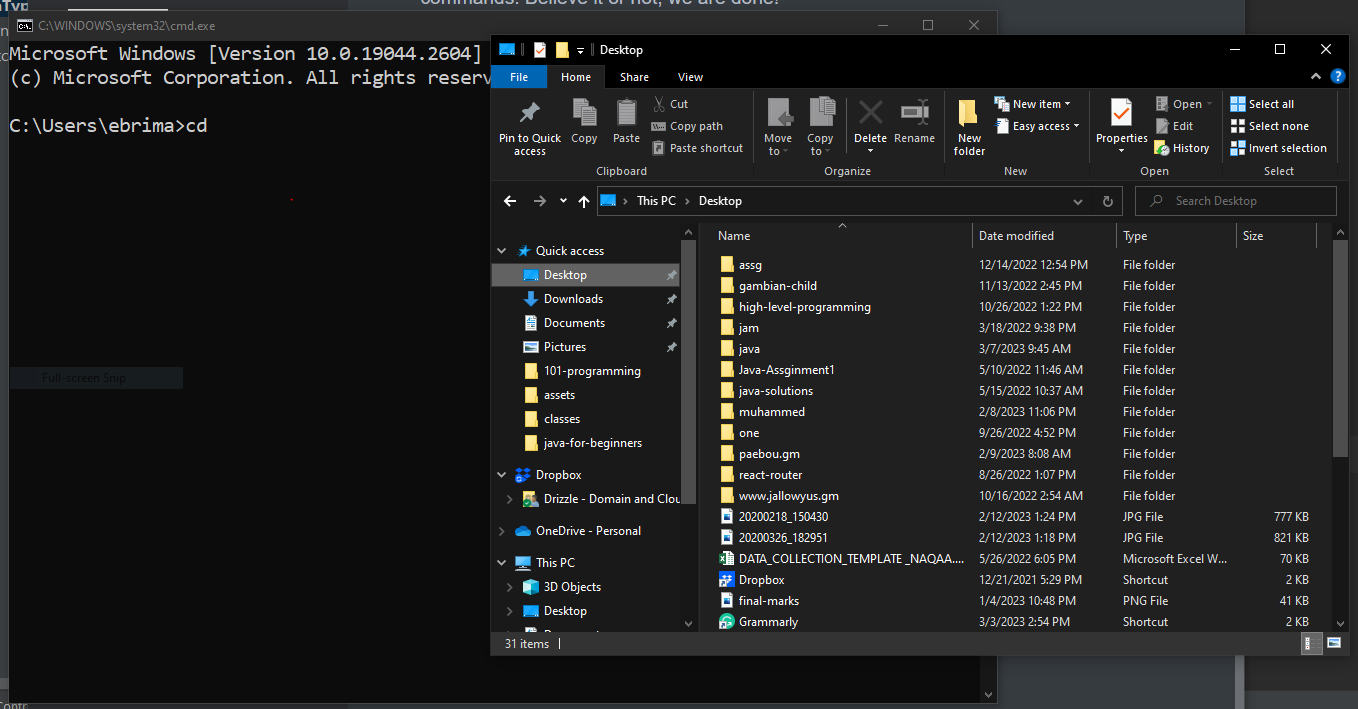 commands. Believe it or not, we are done!
C:\WINDOWS\system32\cmd.exe
Microsoft Windows [Version 10.0.19044.2604]
(c) Microsoft Corporation. All rights reserv
C:\Users\ebrima>cd
Full-screen Snip
Desktop
File Home Share View
Pin to Quick access
Copy
Paste
Cut
Copy path
Paste shortcut
Clipboard
Move to
Copy to
Delete
Rename
Organize
New folder
New item
Easy access
New
Properties
Open
Edit
History
Open
Select all
Select none
Invert selection
Select
This PC > Desktop
Search Desktop
Quick access
Desktop
Downloads
Documents
Pictures
101-programming
assets
classes
java-for-beginners
Dropbox
Drizzle - Domain and Clou
OneDrive - Personal
This PC
3D Objects
Desktop
Name Date modified Type Size
assg 12/14/2022 12:54 PM File folder
gambian-child 11/13/2022 2:45 PM File folder
high-level-programming 10/26/2022 1:22 PM File folder
jam 3/18/2022 9:38 PM File folder
java 3/7/2023 9:45 AM File folder
Java-Assginment1 5/10/2022 11:46 AM File folder
java-solutions 5/15/2022 10:37 AM File folder
muhammed 2/8/2023 11:06 PM File folder
one 9/26/2022 4:52 PM File folder
paebou.gm 2/9/2023 8:08 AM File folder
react-router 8/26/2022 1:07 PM File folder
www.jallowyus.gm 10/16/2022 2:54 AM File folder
20200218_150430 2/12/2023 1:24 PM JPG File 777 KB
20200326_182951 2/12/2023 1:18 PM JPG File 821 KB
DATA_COLLECTION_TEMPLATE _NAQAA.... 5/26/2022 6:05 PM Microsoft Excel W... 70 KB
Dropbox 12/21/2021 5:29 PM Shortcut 2 KB
final-marks 1/4/2023 10:48 PM PNG File 41 KB
Grammarly 3/3/2023 2:54 PM Shortcut 2 KB
31 items